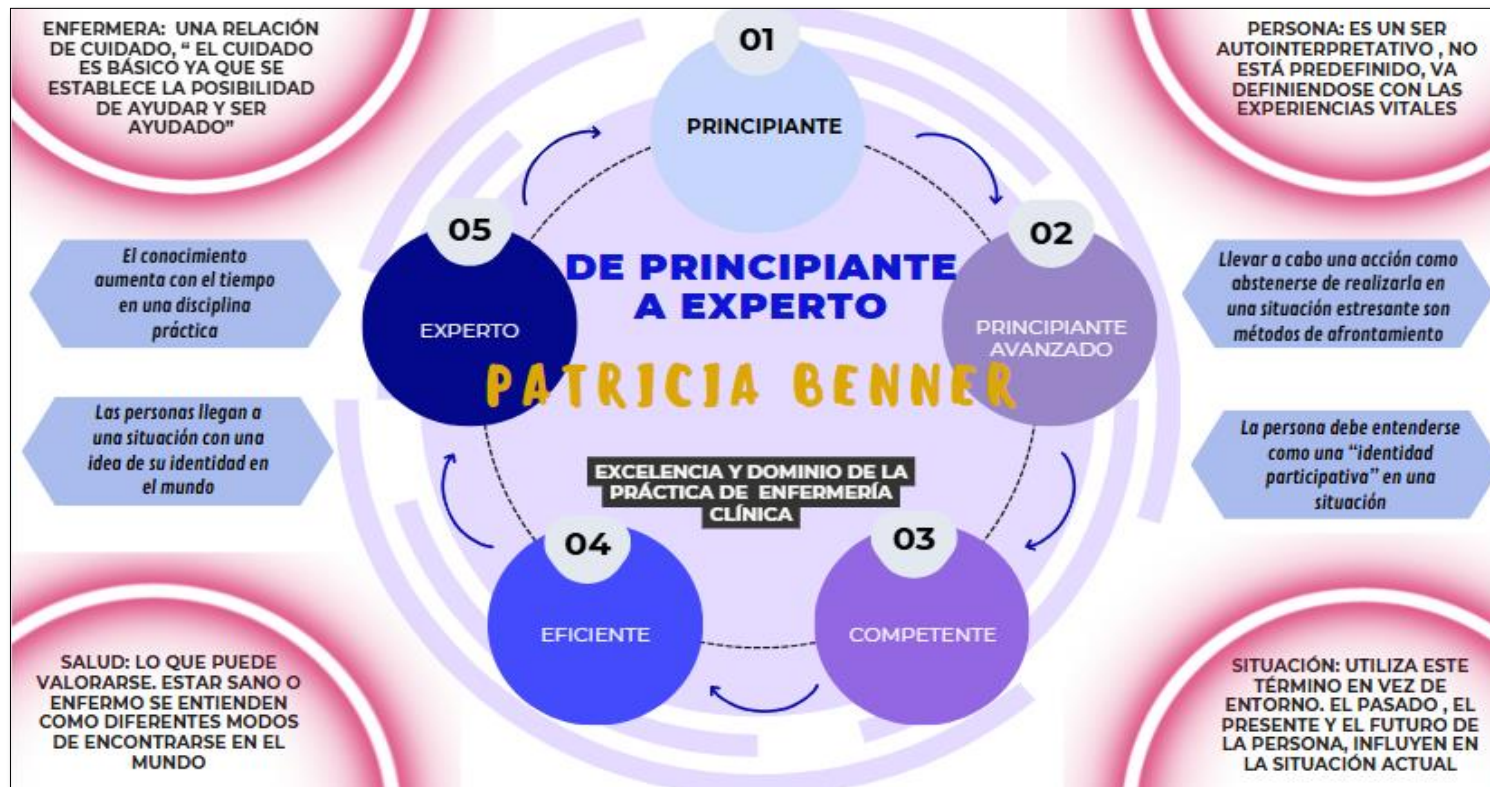 ENFERMERA: UNA RELACIÓN
DE CUIDADO, “ EL CUIDADO
ES BÁSICO YA QUE SE
ESTABLECE LA POSIBILIDAD
DE AYUDAR Y SER
AYUDADO”
01
PRINCIPIANTE
PERSONA: ES UN SER
AUTOINTERPRETATIVO , NO
ESTÁ PREDEFINIDO, VA
DEFINIENDOSE CON LAS
EXPERIENCIAS VITALES
05
EXPERTO
02
PRINCIPIANTE
AVANZADO
DE PRINCIPIANTE
A EXPERTO
PATRICIA BENNER
El conocimiento
aumenta con el tiempo
en una disciplina
práctica
Llevar a cabo una acción como
abstenerse de realizarla en
una situación estresante son
métodos de afrontamiento
Las personas llegan a
una situación con una
idea de su identidad en
el mundo
La persona debe entenderse
como una “identidad
participativa” en una
situación
EXCELENCIA Y DOMINIO DE LA
PRÁCTICA DE ENFERMERÍA
CLÍNICA
04
EFICIENTE
03
COMPETENTE
SALUD: LO QUE PUEDE
VALORARSE. ESTAR SANO O
ENFERMO SE ENTIENDEN
COMO DIFERENTES MODOS
DE ENCONTRARSE EN EL
MUNDO
SITUACIÓN: UTILIZA ESTE
TÉRMINO EN VEZ DE
ENTORNO. EL PASADO , EL
PRESENTE Y EL FUTURO DE
LA PERSONA, INFLUYEN EN
LA SITUACIÓN ACTUAL